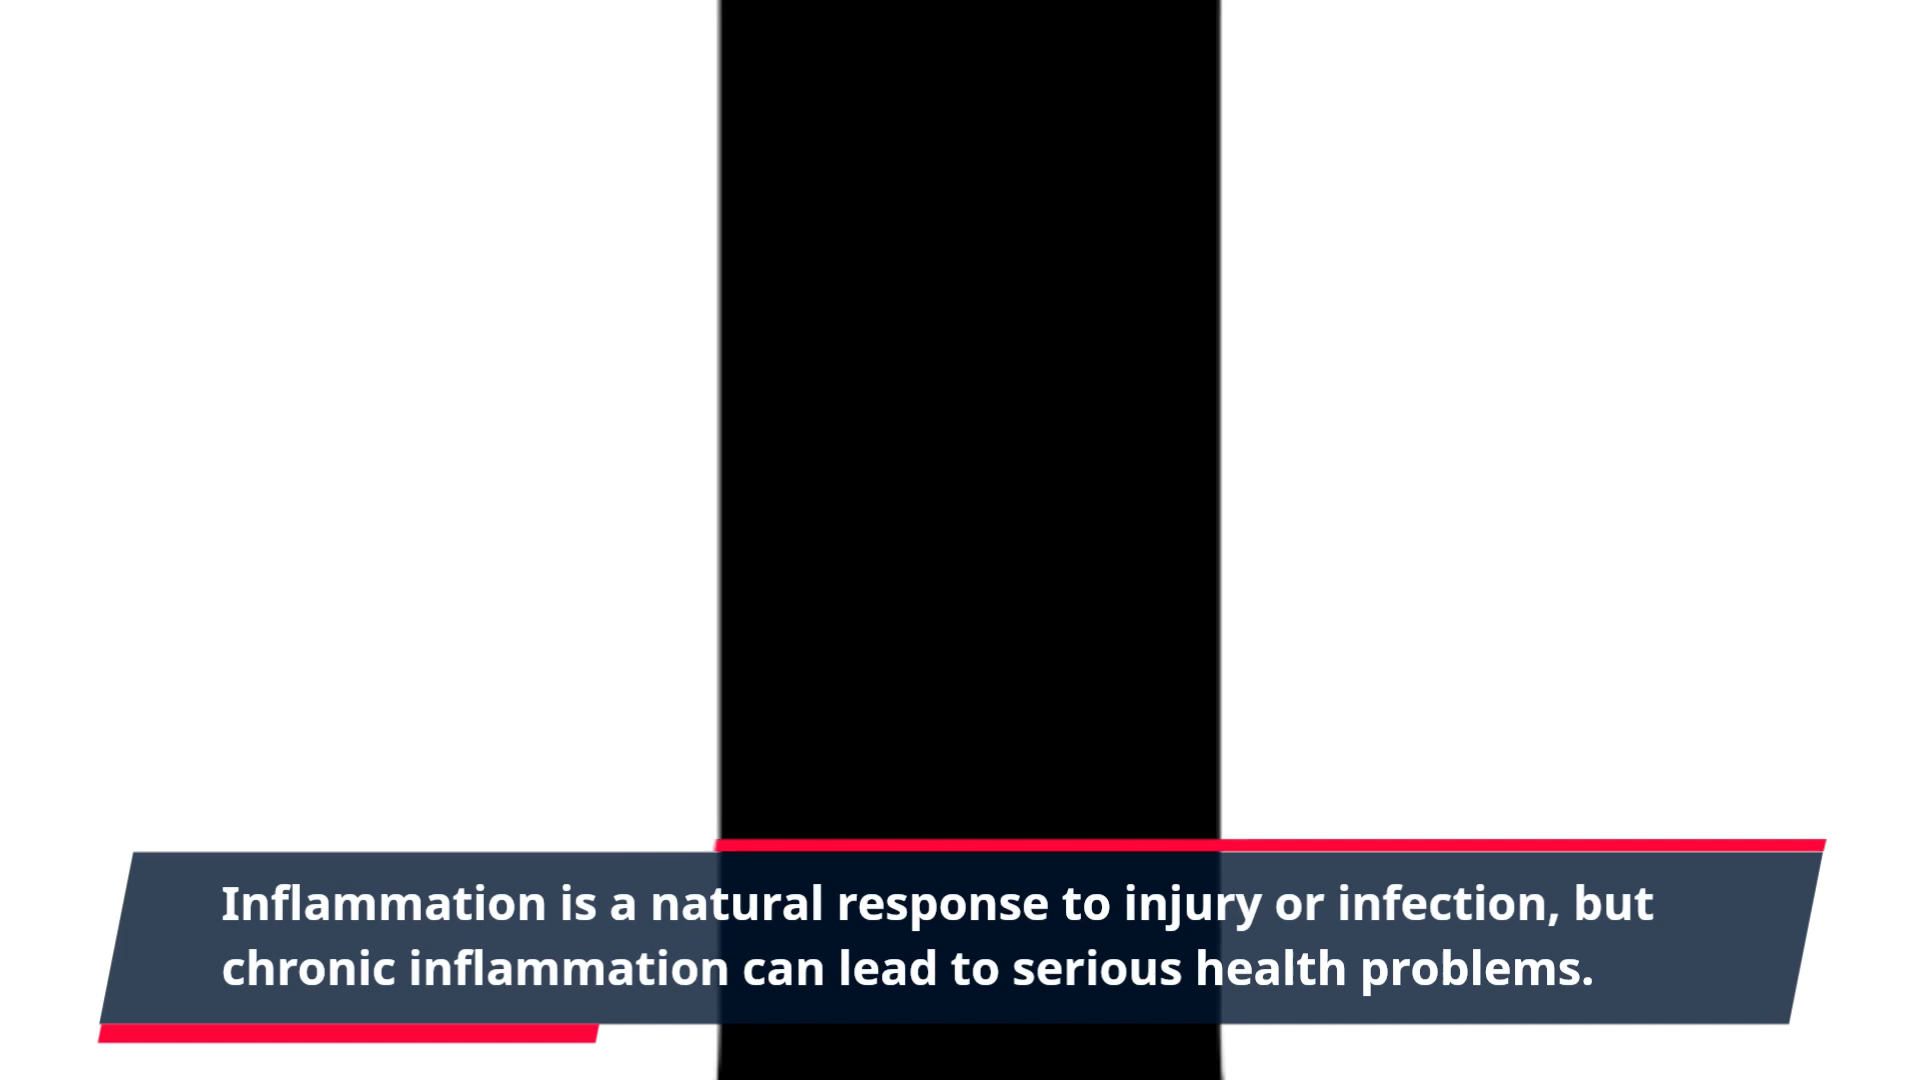 Inflammation is a natural response to injury or infection, but
chronic inflammation can lead to serious health problems.